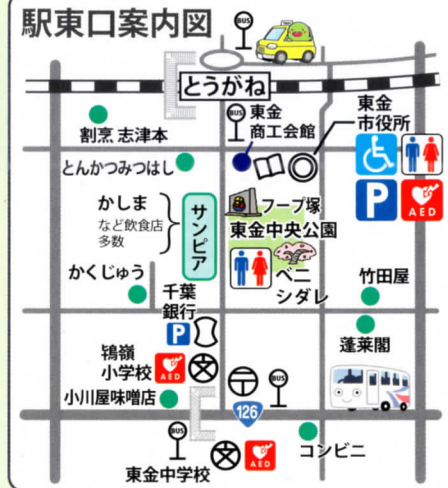 駅東口案内図
BUS
とうがね
BUS
東金
商工会館
東金
市役所
割烹 志津本
とんかつみつはし
P
AED
かしま
など飲食店
多数
サンピア
フープ塚
東金中央公園
ベニ
シダレ
かくじゅう
千葉
銀行
P
竹田屋
蓬莱閣
鴇嶺
小学校
AED
小川屋味噌店
BUS
126
BUS
東金中学校
AED
コンビニ